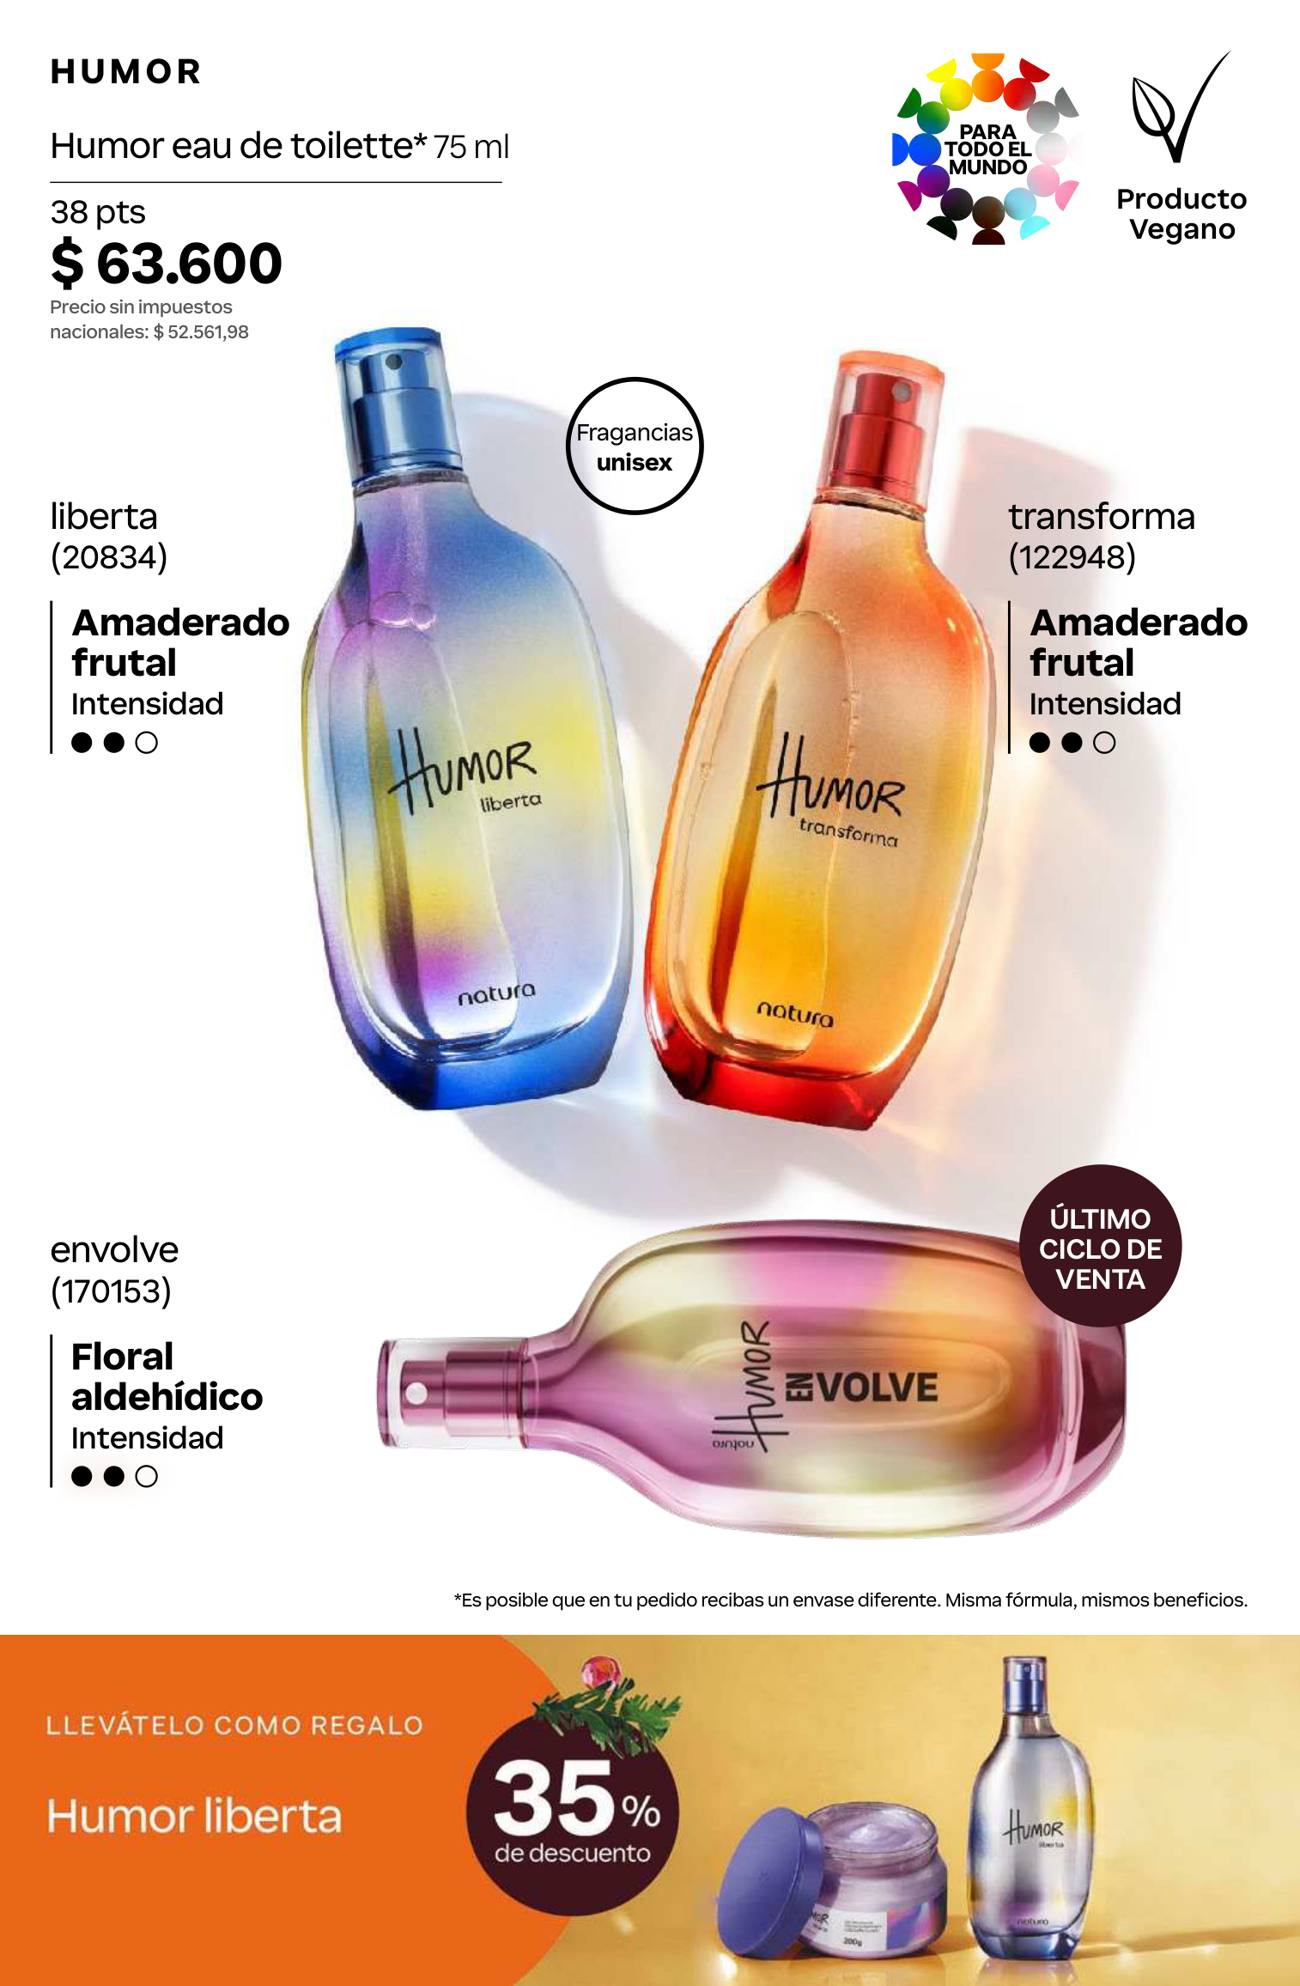 HUMOR
Humor eau de toilette* 75 ml
38 pts
$ 63.600
Precio sin impuestos
nacionales: $ 52.561,98
PARA
TODO EL
MUNDO
Producto
Vegano
Fragancias
unisex
liberta
(20834)
Amaderado
frutal
Intensidad
transforma
(122948)
Amaderado
frutal
Intensidad
HUMOR
liberta
natura
HUMOR
transforma
natura
envolve
(170153)
Floral
aldehídico
Intensidad
ÚLTIMO
CICLO DE
VENTA
natura
HUMOR
ENVOLVE
*Es posible que en tu pedido recibas un envase diferente. Misma fórmula, mismos beneficios.
LLEVÁTELO COMO REGALO
Humor liberta
35%
de descuento
200g
HUMOR
liberta
natura